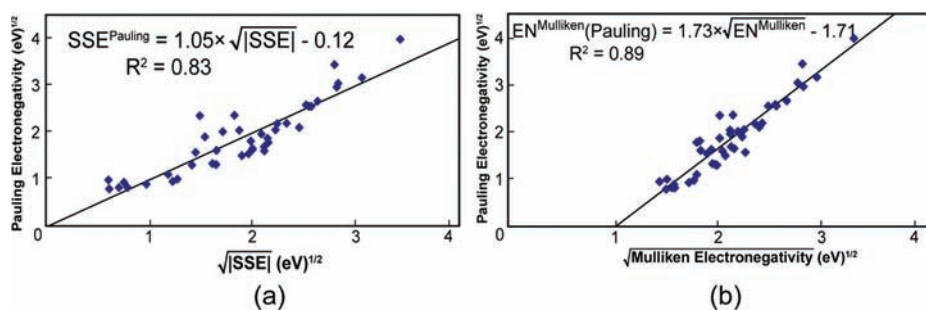 Pauling Electronegativity (eV)^1/2
4
3
2
1
0
SSE^Pauling = 1.05×√|SSE| - 0.12
R² = 0.83
1 2 3 4
√|SSE| (eV)^1/2
(a)
Pauling Electronegativity (eV)^1/2
4
3
2
1
0
EN^Mulliken(Pauling) = 1.73×√EN^Mulliken - 1.71
R² = 0.89
1 2 3 4
√Mulliken Electronegativity (eV)^1/2
(b)